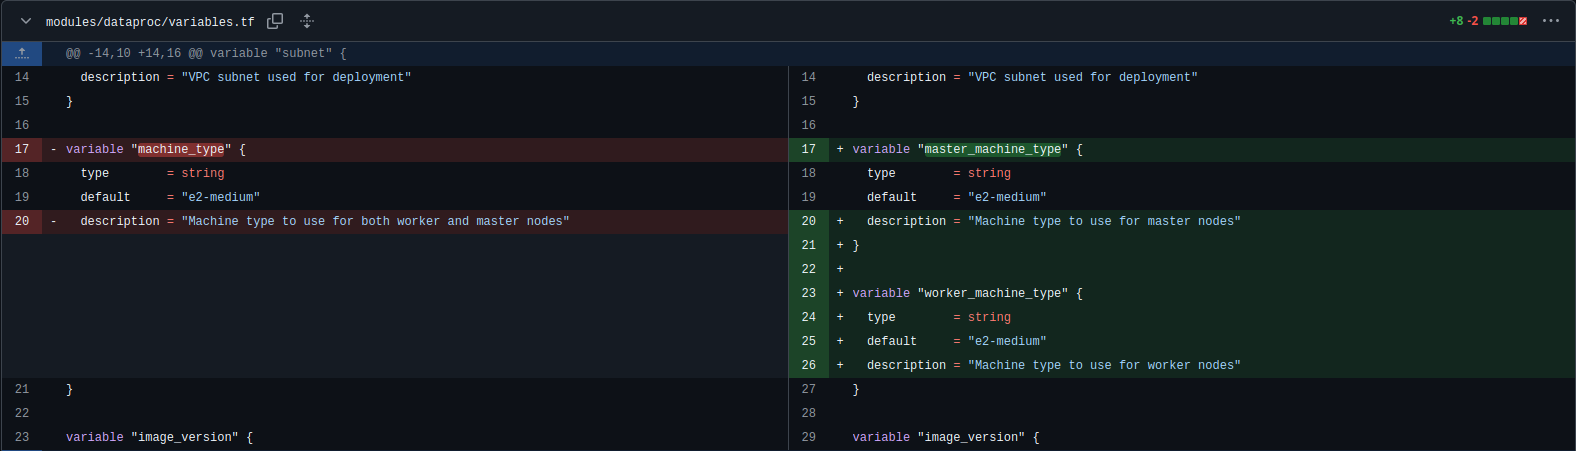 modules/dataproc/variables.tf +8 -2
@@ -14,10 +14,16 @@ variable "subnet" {
14 description = "VPC subnet used for deployment"
15 }
16
17 - variable "machine_type" {
18 type = string
19 default = "e2-medium"
20 - description = "Machine type to use for both worker and master nodes"
21 }
22
23 variable "image_version" {
14 description = "VPC subnet used for deployment"
15 }
16
17 + variable "master_machine_type" {
18 type = string
19 default = "e2-medium"
20 + description = "Machine type to use for master nodes"
21 + }
22 +
23 + variable "worker_machine_type" {
24 + type = string
25 + default = "e2-medium"
26 + description = "Machine type to use for worker nodes"
27 }
28
29 variable "image_version" {